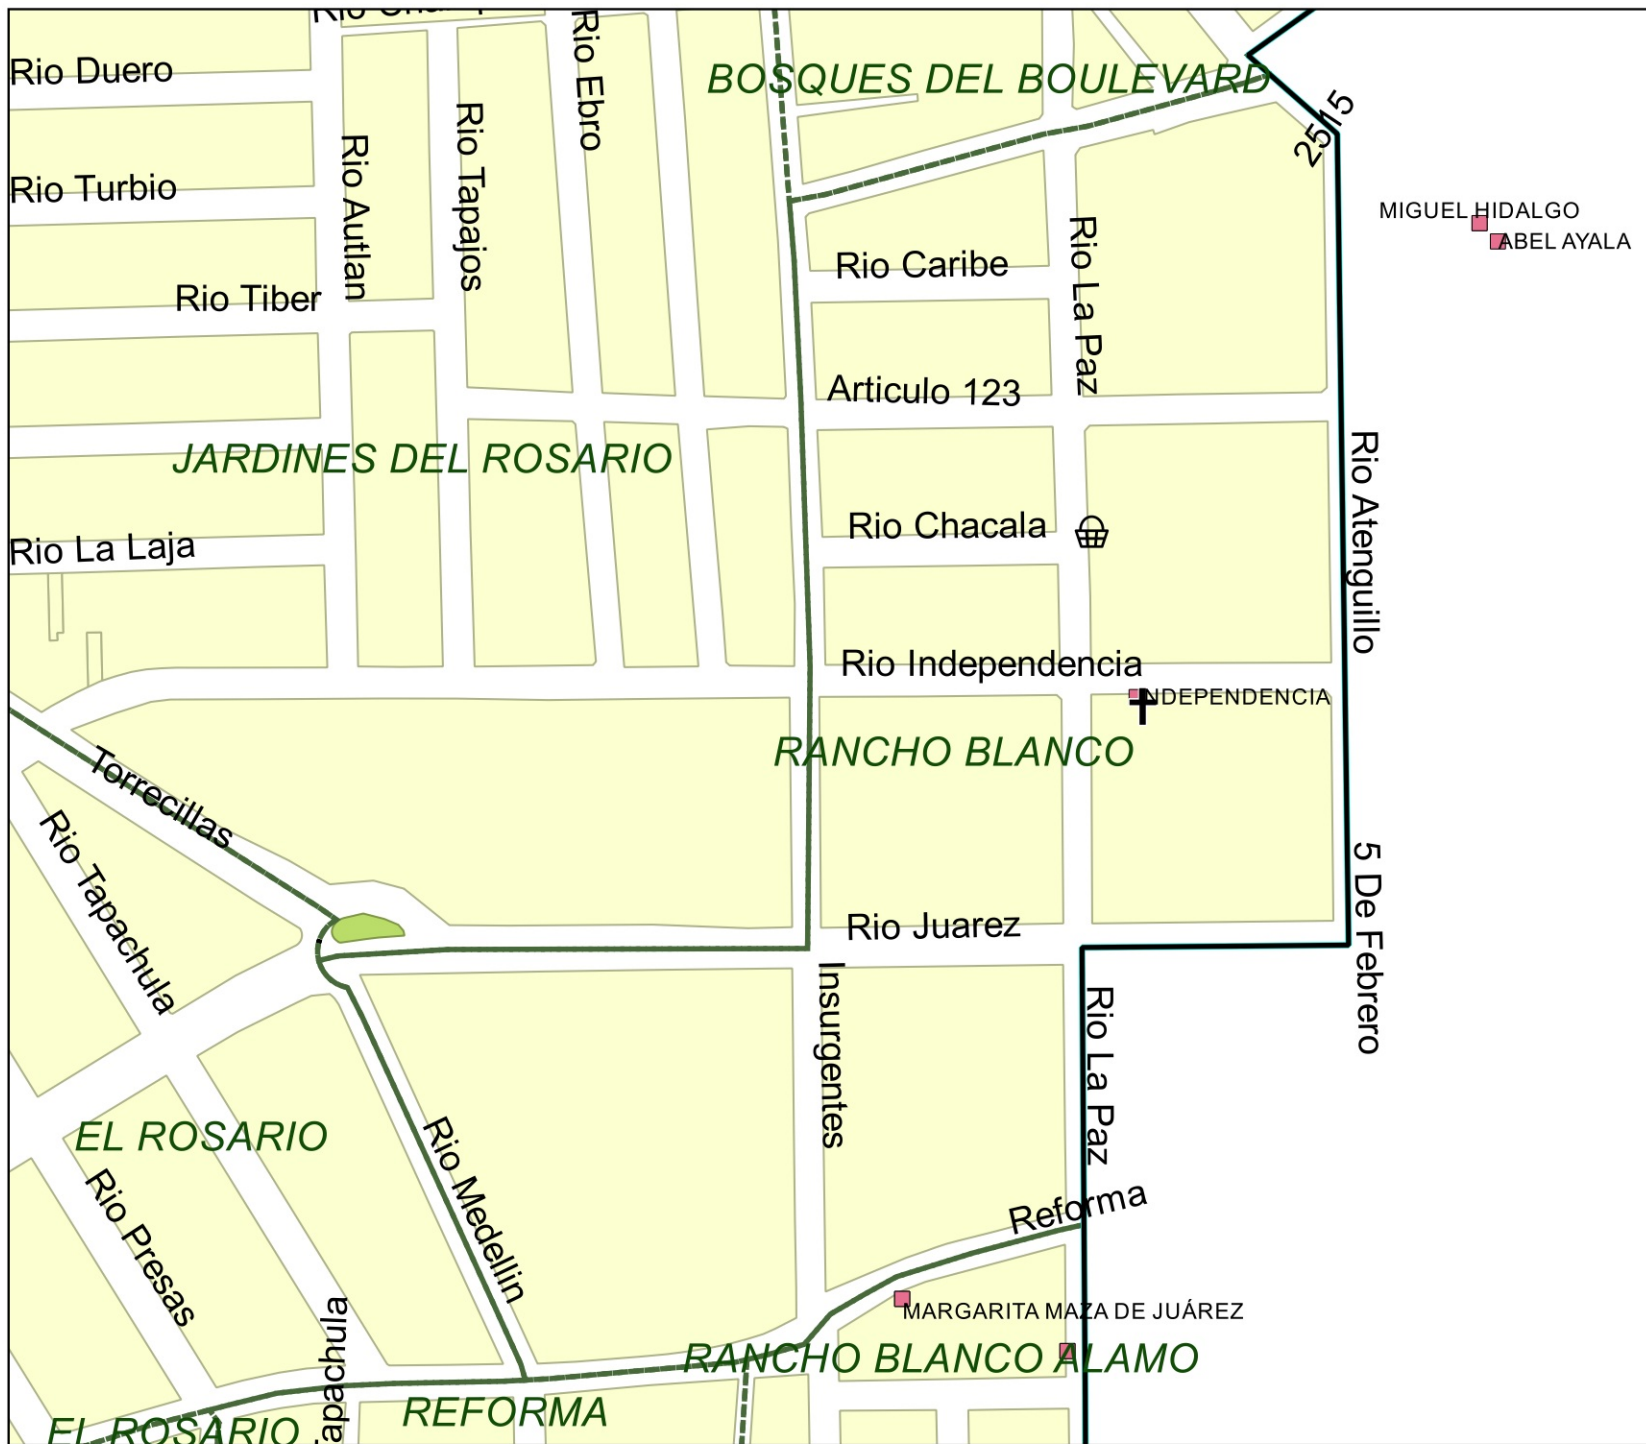 Rio Duero
Rio Ebro
BOSQUES DEL BOULEVARD
2515
Rio Tapajos
Rio Autlan
Rio Turbio
MIGUEL HIDALGO
ABEL AYALA
Rio Caribe
Rio La Paz
Rio Tiber
Articulo 123
JARDINES DEL ROSARIO
Rio Atenguillo
Rio Chacala
Rio La Laja
Rio Independencia
INDEPENDENCIA
RANCHO BLANCO
Torrecillas
Rio Tapachula
5 De Febrero
Rio Juarez
Insurgentes
Rio La Paz
EL ROSARIO
Rio Medellin
Rio Presas
Reforma
MARGARITA MAZA DE JUÁREZ
RANCHO BLANCO ALAMO
REFORMA
EL ROSARIO